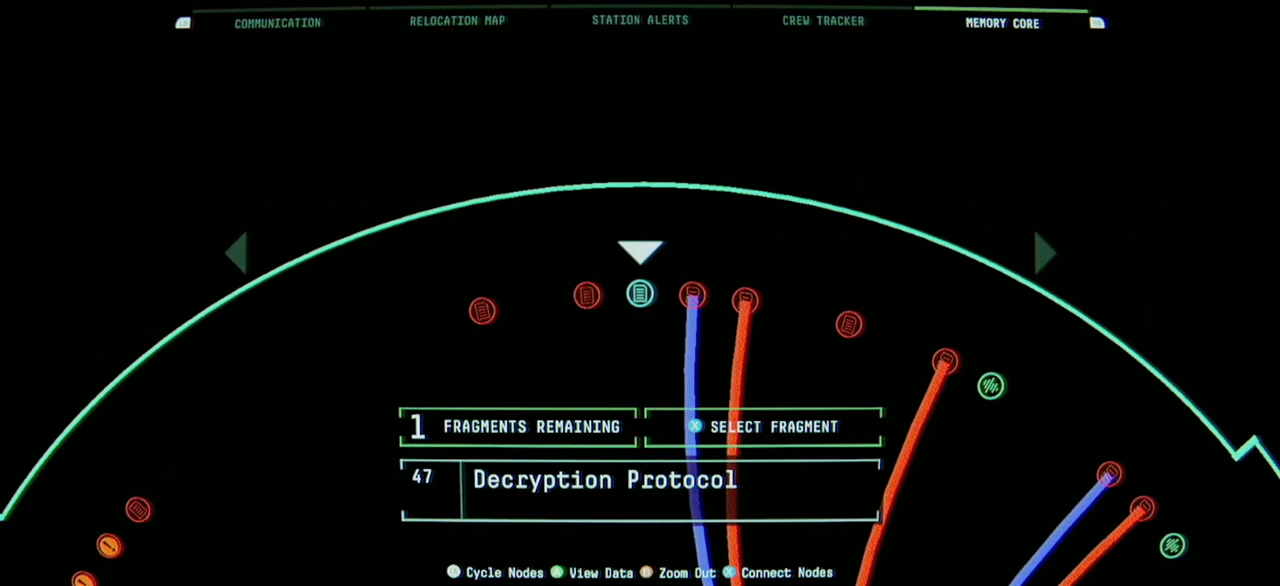 COMMUNICATION RELOCATION MAP STATION ALERTS CREW TRACKER MEMORY CORE
1 FRAGMENTS REMAINING X SELECT FRAGMENT
47 Decryption Protocol
Cycle Nodes A View Data B Zoom Out X Connect Nodes